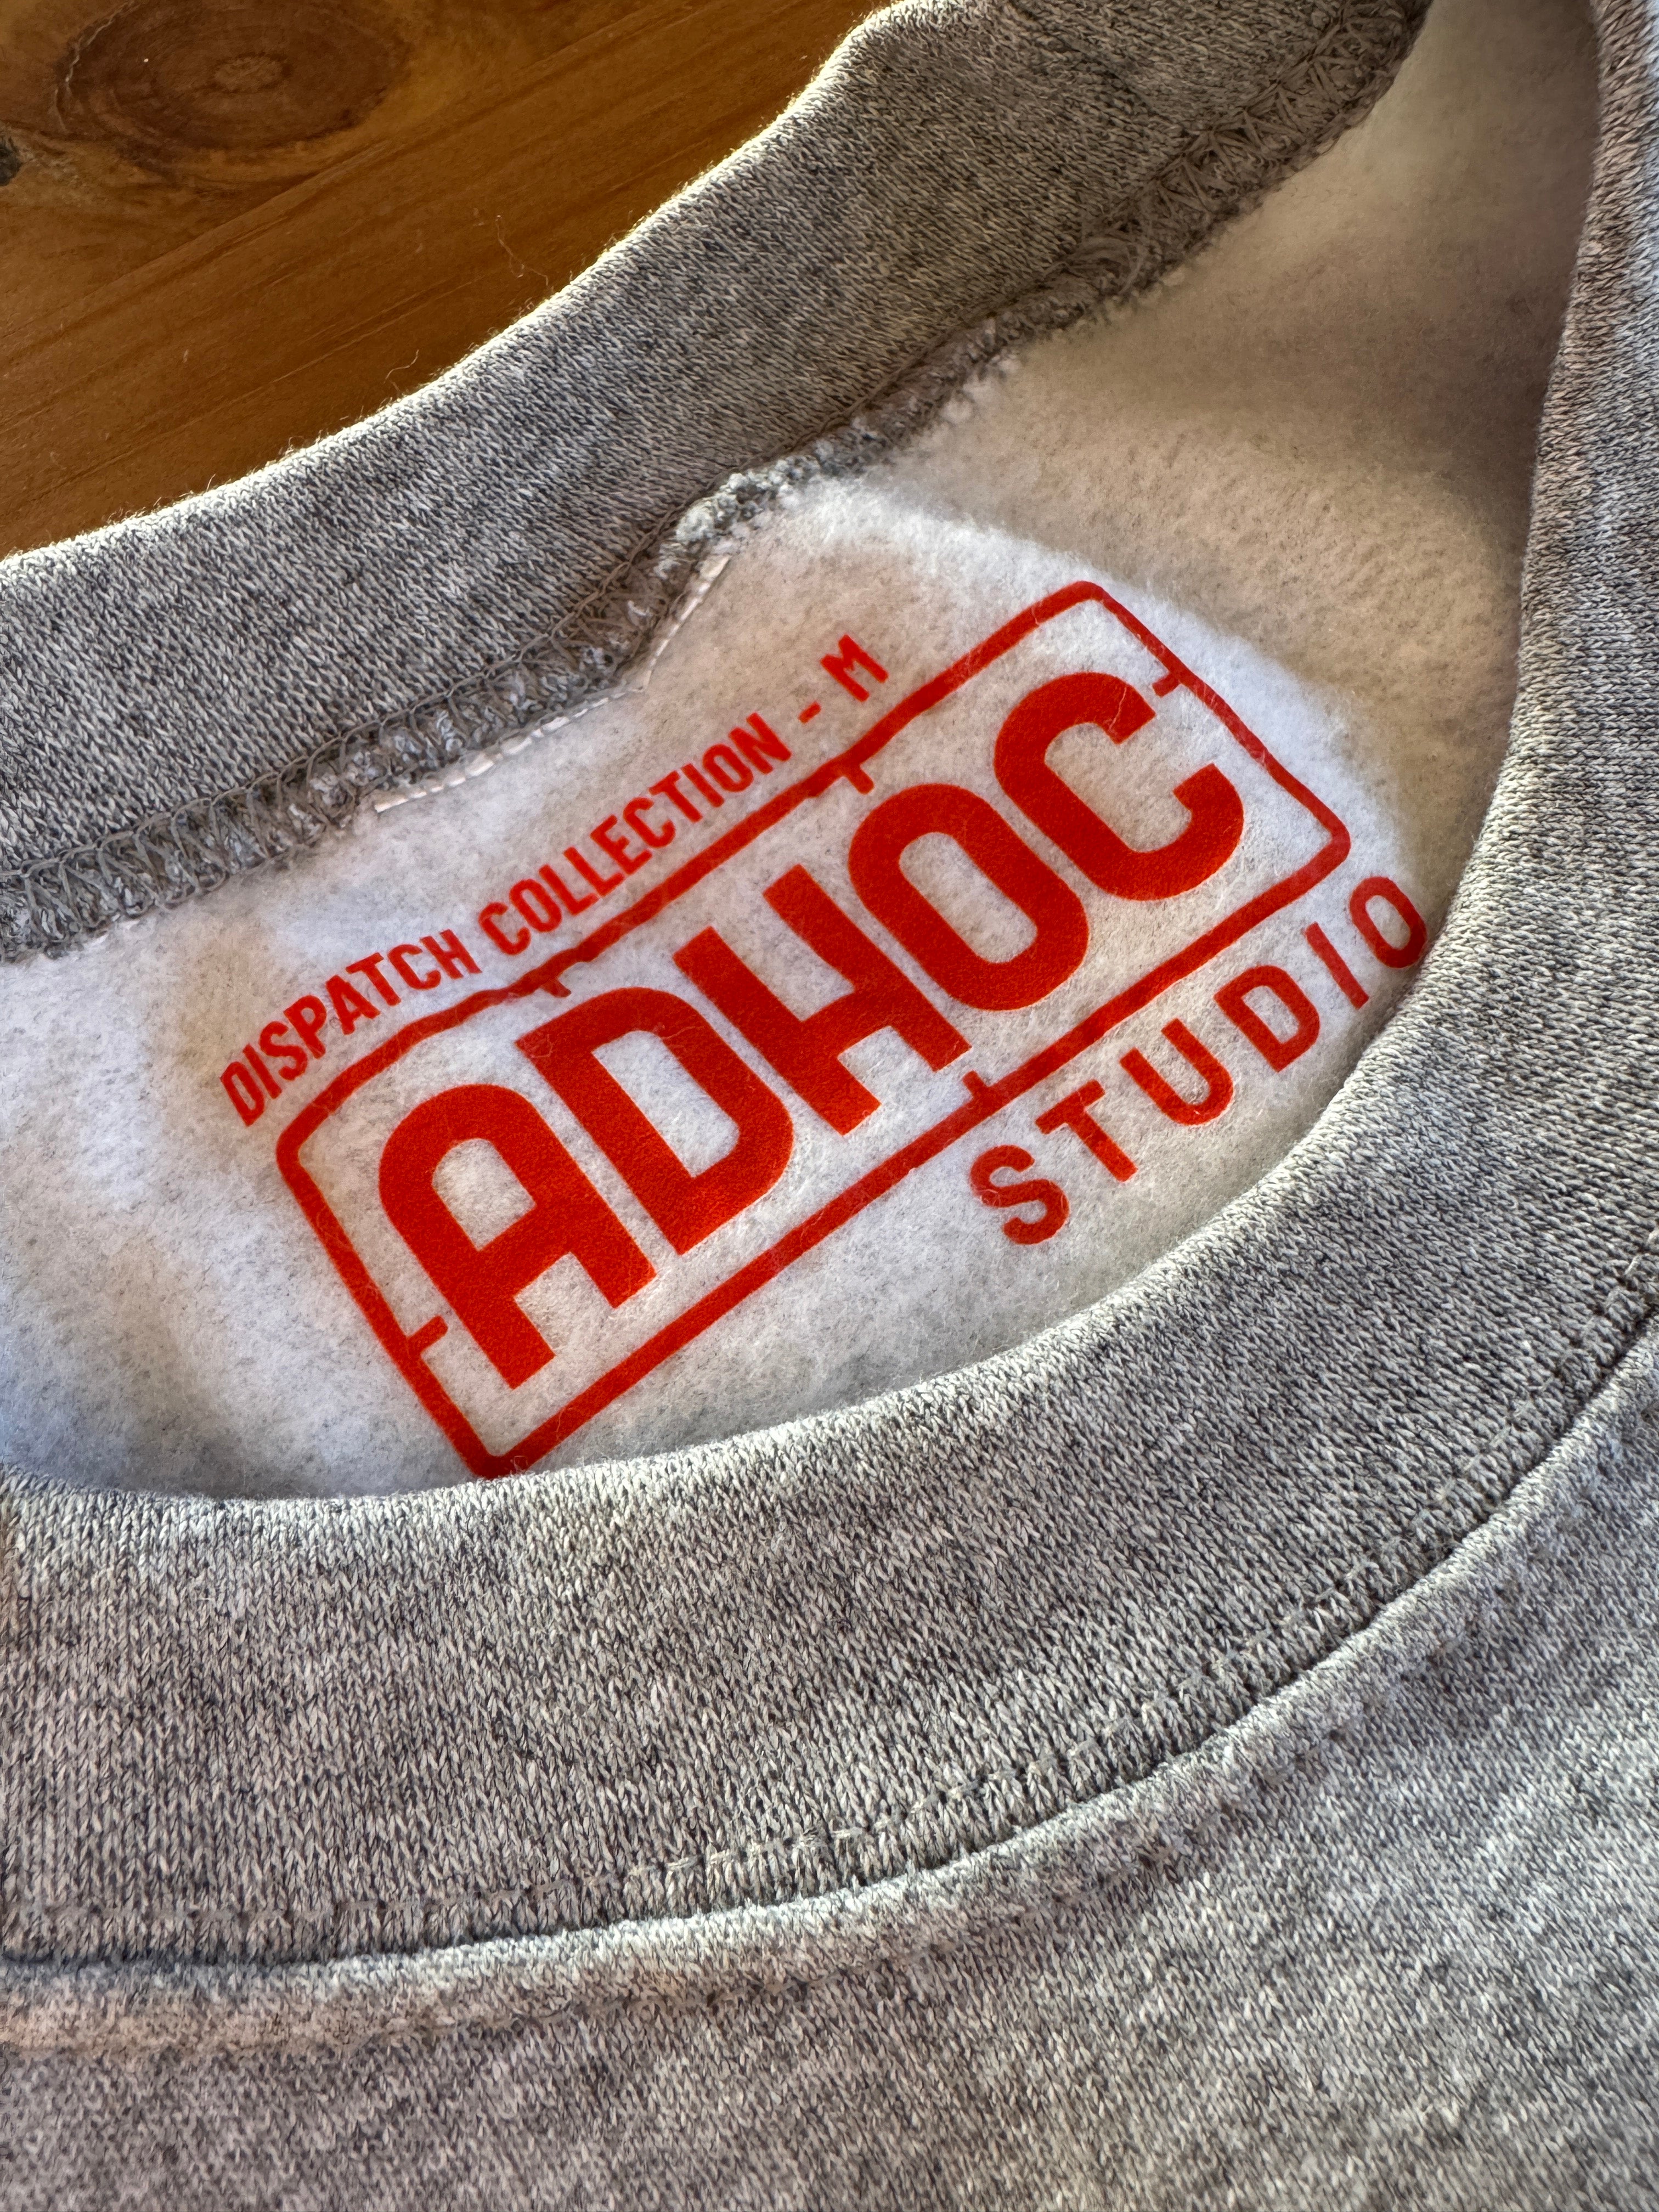 DISPATCH COLLECTION - M
ADHOC
STUDIO